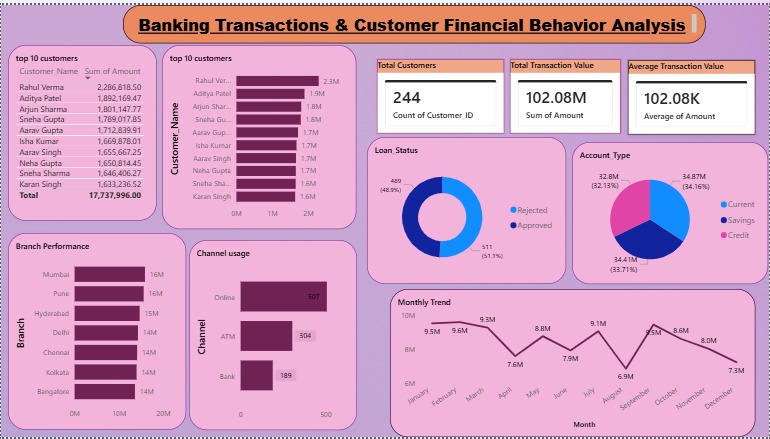 Banking Transactions & Customer Financial Behavior Analysis
top 10 customers
Customer_Name Sum of Amount
Rahul Verma 2,286,818.50
Aditya Patel 1,892,169.47
Arjun Sharma 1,801,147.77
Sneha Gupta 1,789,017.85
Aarav Gupta 1,712,839.91
Isha Kumar 1,669,878.01
Aarav Singh 1,655,667.25
Neha Gupta 1,650,814.45
Sneha Sharma 1,646,406.27
Karan Singh 1,633,236.52
Total 17,737,996.00
top 10 customers
Customer_Name
Rahul Ver... 2.3M
Aditya Patel 1.9M
Arjun Shar... 1.8M
Sneha Gu... 1.8M
Aarav Gup... 1.7M
Isha Kumar 1.7M
Aarav Singh 1.7M
Neha Gupta 1.7M
Sneha Sha... 1.6M
Karan Singh 1.6M
0M 1M 2M
Total Customers
244
Count of Customer_ID
Total Transaction Value
102.08M
Sum of Amount
Average Transaction Value
102.08K
Average of Amount
Loan_Status
489
(48.9%)
511
(51.1%)
Rejected
Approved
Account_Type
32.8M
(32.13%)
34.87M
(34.16%)
34.41M
(33.71%)
Current
Savings
Credit
Branch Performance
Branch
Mumbai 16M
Pune 16M
Hyderabad 15M
Delhi 14M
Chennai 14M
Kolkata 14M
Bangalore 14M
0M 10M 20M
Channel usage
Channel
Online 507
ATM 304
Bank 189
0 500
Monthly Trend
10M
8M
6M
9.5M 9.6M 9.3M 7.6M 8.8M 7.9M 9.1M 6.9M 9.5M 8.6M 8.0M 7.3M
January February March April May June July August September October November December
Month